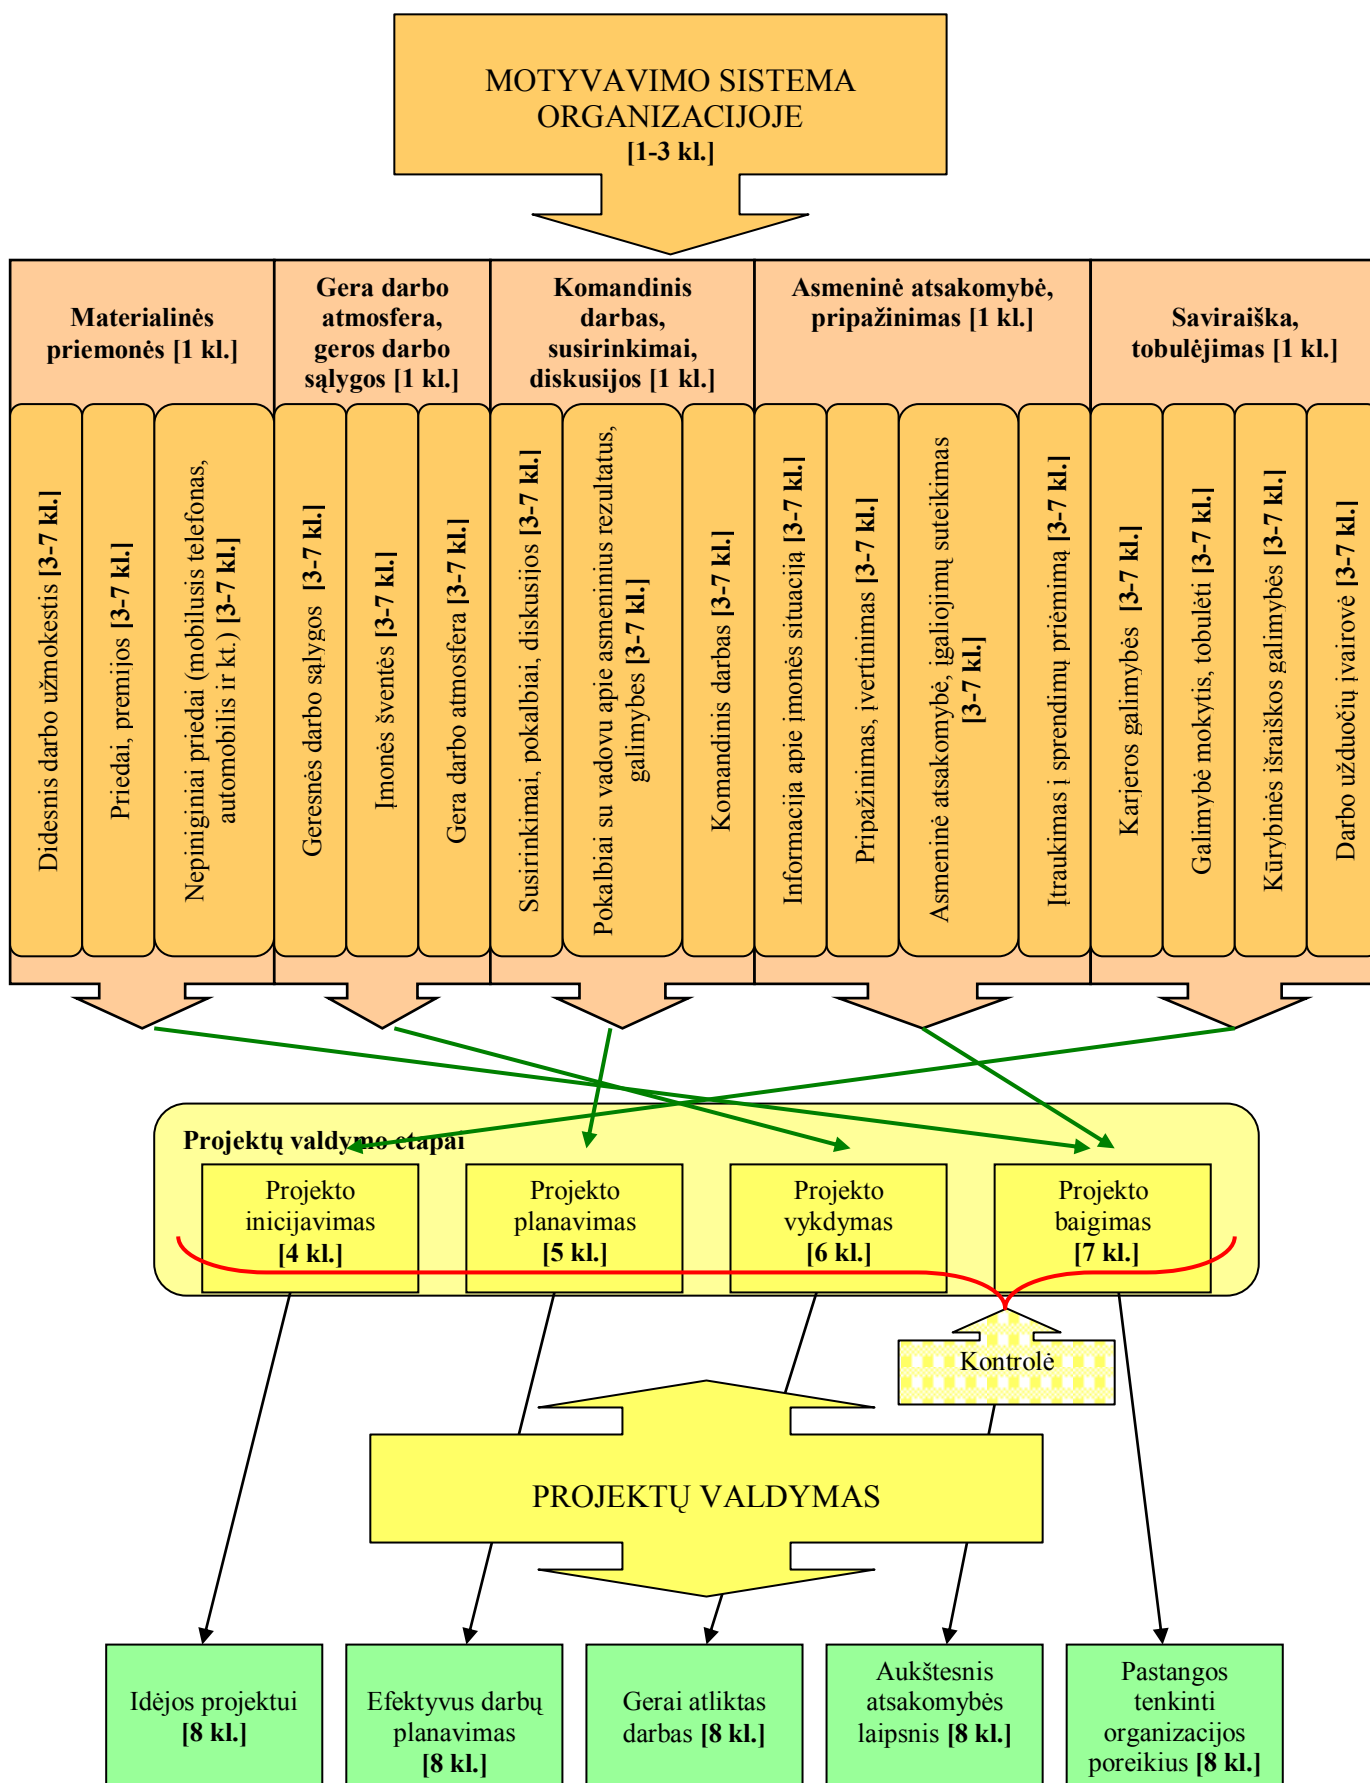 MOTYVAVIMO SISTEMA
ORGANIZACIJOJE
[1-3 kl.]
Materialinės
priemonės [1 kl.]
Gera darbo
atmosfera,
geros darbo
sąlygos [1 kl.]
Komandinis
darbas,
susirinkimai,
diskusijos [1 kl.]
Asmeninė atsakomybė,
pripažinimas [1 kl.]
Saviraiška,
tobulėjimas [1 kl.]
Didesnis darbo užmokestis [3-7 kl.]
Priedai, premijos [3-7 kl.]
Nepiniginiai priedai (mobilusis telefonas,
automobilis ir kt.) [3-7 kl.]
Geresnės darbo sąlygos [3-7 kl.]
Įmonės šventės [3-7 kl.]
Gera darbo atmosfera [3-7 kl.]
Susirinkimai, pokalbiai, diskusijos [3-7 kl.]
Pokalbiai su vadovu apie asmeninius rezultatus,
galimybes [3-7 kl.]
Komandinis darbas [3-7 kl.]
Informacija apie įmonės situaciją [3-7 kl.]
Pripažinimas, įvertinimas [3-7 kl.]
Asmeninė atsakomybė, įgaliojimų suteikimas
[3-7 kl.]
Įtraukimas į sprendimų priėmimą [3-7 kl.]
Karjeros galimybės [3-7 kl.]
Galimybė mokytis, tobulėti [3-7 kl.]
Kūrybinės išraiškos galimybės [3-7 kl.]
Darbo užduočių įvairovė [3-7 kl.]
Projektų valdymo etapai
Projekto
inicijavimas
[4 kl.]
Projekto
planavimas
[5 kl.]
Projekto
vykdymas
[6 kl.]
Projekto
baigimas
[7 kl.]
Kontrolė
PROJEKTŲ VALDYMAS
Idėjos projektui
[8 kl.]
Efektyvus darbų
planavimas
[8 kl.]
Gerai atliktas
darbas [8 kl.]
Aukštesnis
atsakomybės
laipsnis [8 kl.]
Pastangos
tenkinti
organizacijos
poreikius [8 kl.]